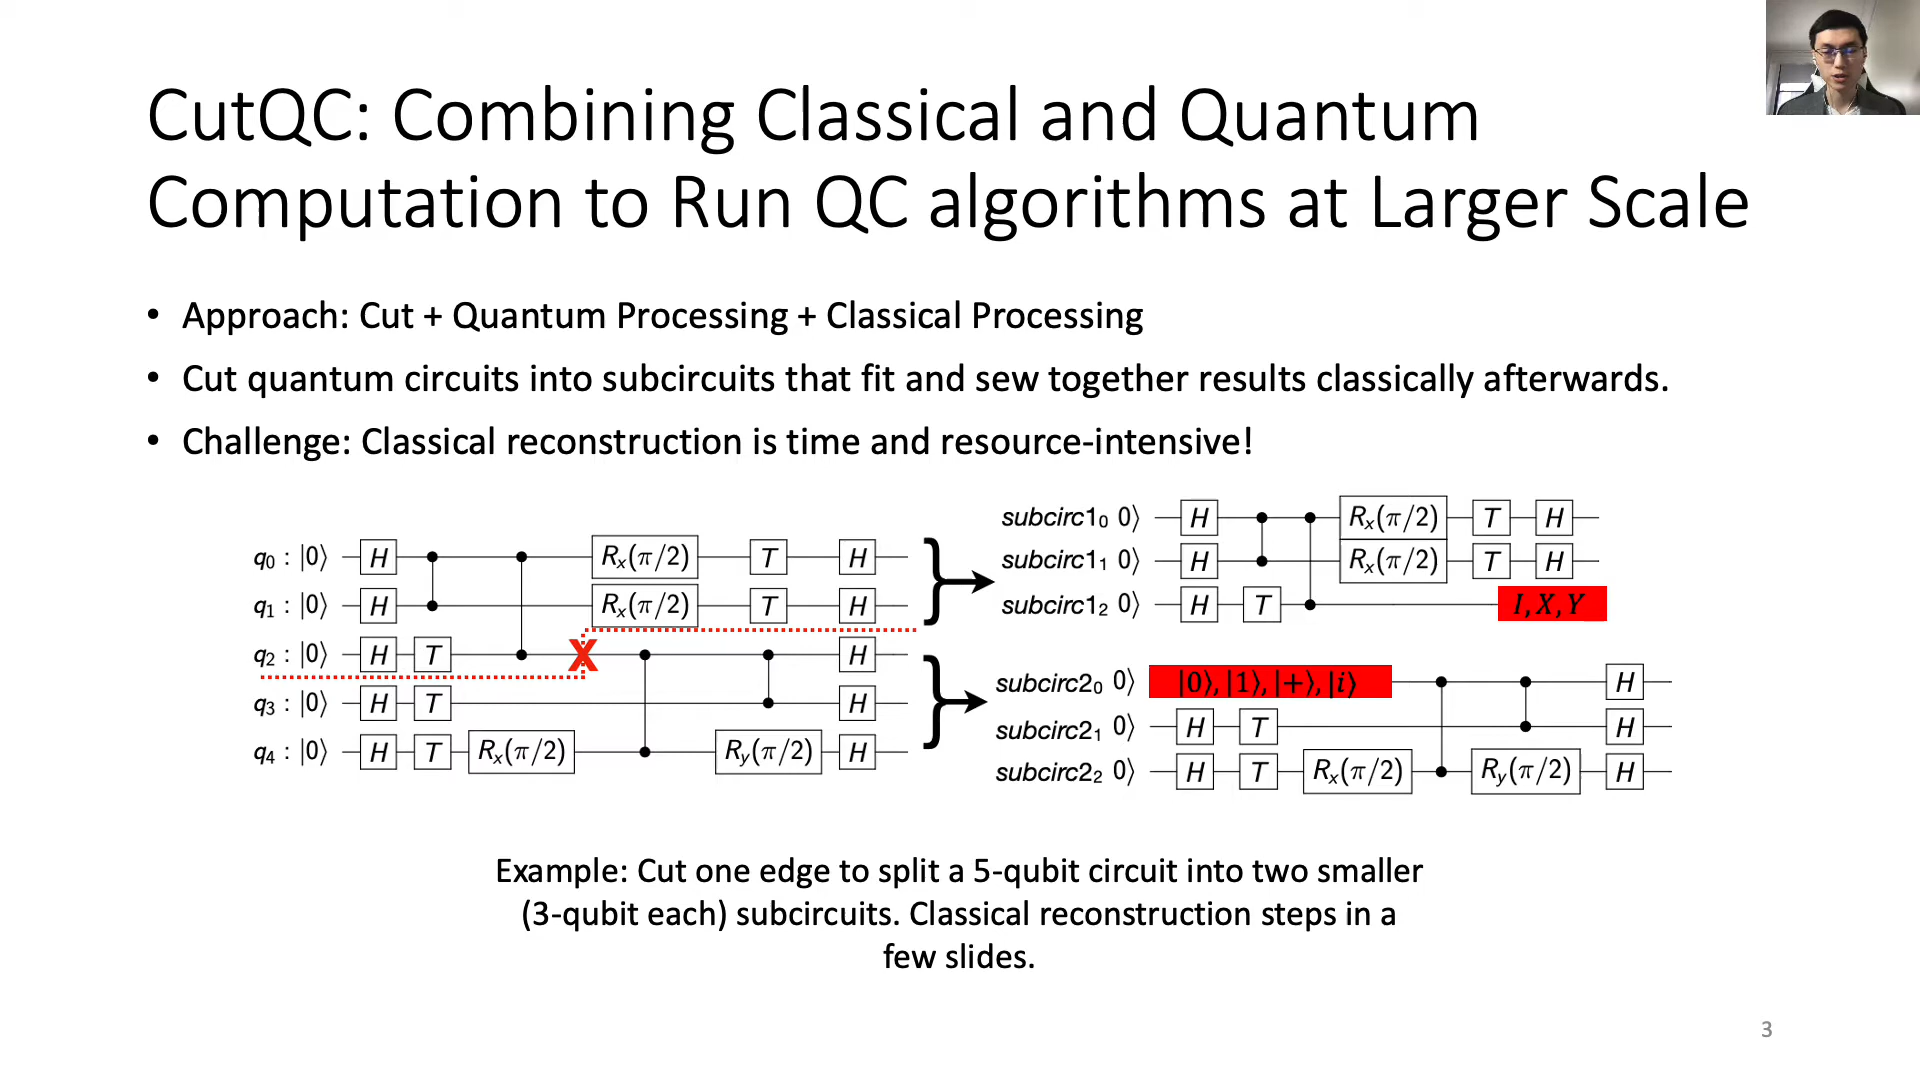 CutQC: Combining Classical and Quantum
Computation to Run QC algorithms at Larger Scale
• Approach: Cut + Quantum Processing + Classical Processing
• Cut quantum circuits into subcircuits that fit and sew together results classically afterwards.
• Challenge: Classical reconstruction is time and resource-intensive!
q₀ : |0⟩ H Rₓ(π/2) T H
q₁ : |0⟩ H Rₓ(π/2) T H
q₂ : |0⟩ H T X H
q₃ : |0⟩ H T H
q₄ : |0⟩ H T Rₓ(π/2) R_y(π/2) H
subcirc1₀ 0⟩ H Rₓ(π/2) T H
subcirc1₁ 0⟩ H Rₓ(π/2) T H
subcirc1₂ 0⟩ H T I, X, Y
subcirc2₀ 0⟩ |0⟩, |1⟩, |+⟩, |i⟩ H
subcirc2₁ 0⟩ H T H
subcirc2₂ 0⟩ H T Rₓ(π/2) R_y(π/2) H
Example: Cut one edge to split a 5-qubit circuit into two smaller
(3-qubit each) subcircuits. Classical reconstruction steps in a
few slides.
3